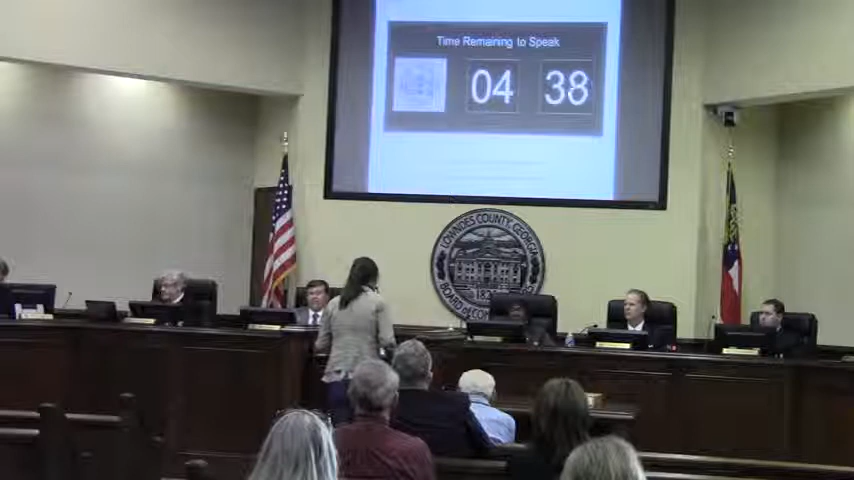 Time Remaining to Speak
04 38
LOWNDES COUNTY, GEORGIA
BOARD OF